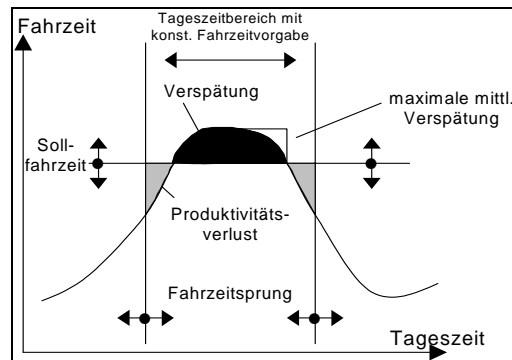 Fahrzeit
Tageszeitbereich mit
konst. Fahrzeitvorgabe
Verspätung
maximale mittl.
Verspätung
Soll-
fahrzeit
Produktivitäts-
verlust
Fahrzeitsprung
Tageszeit